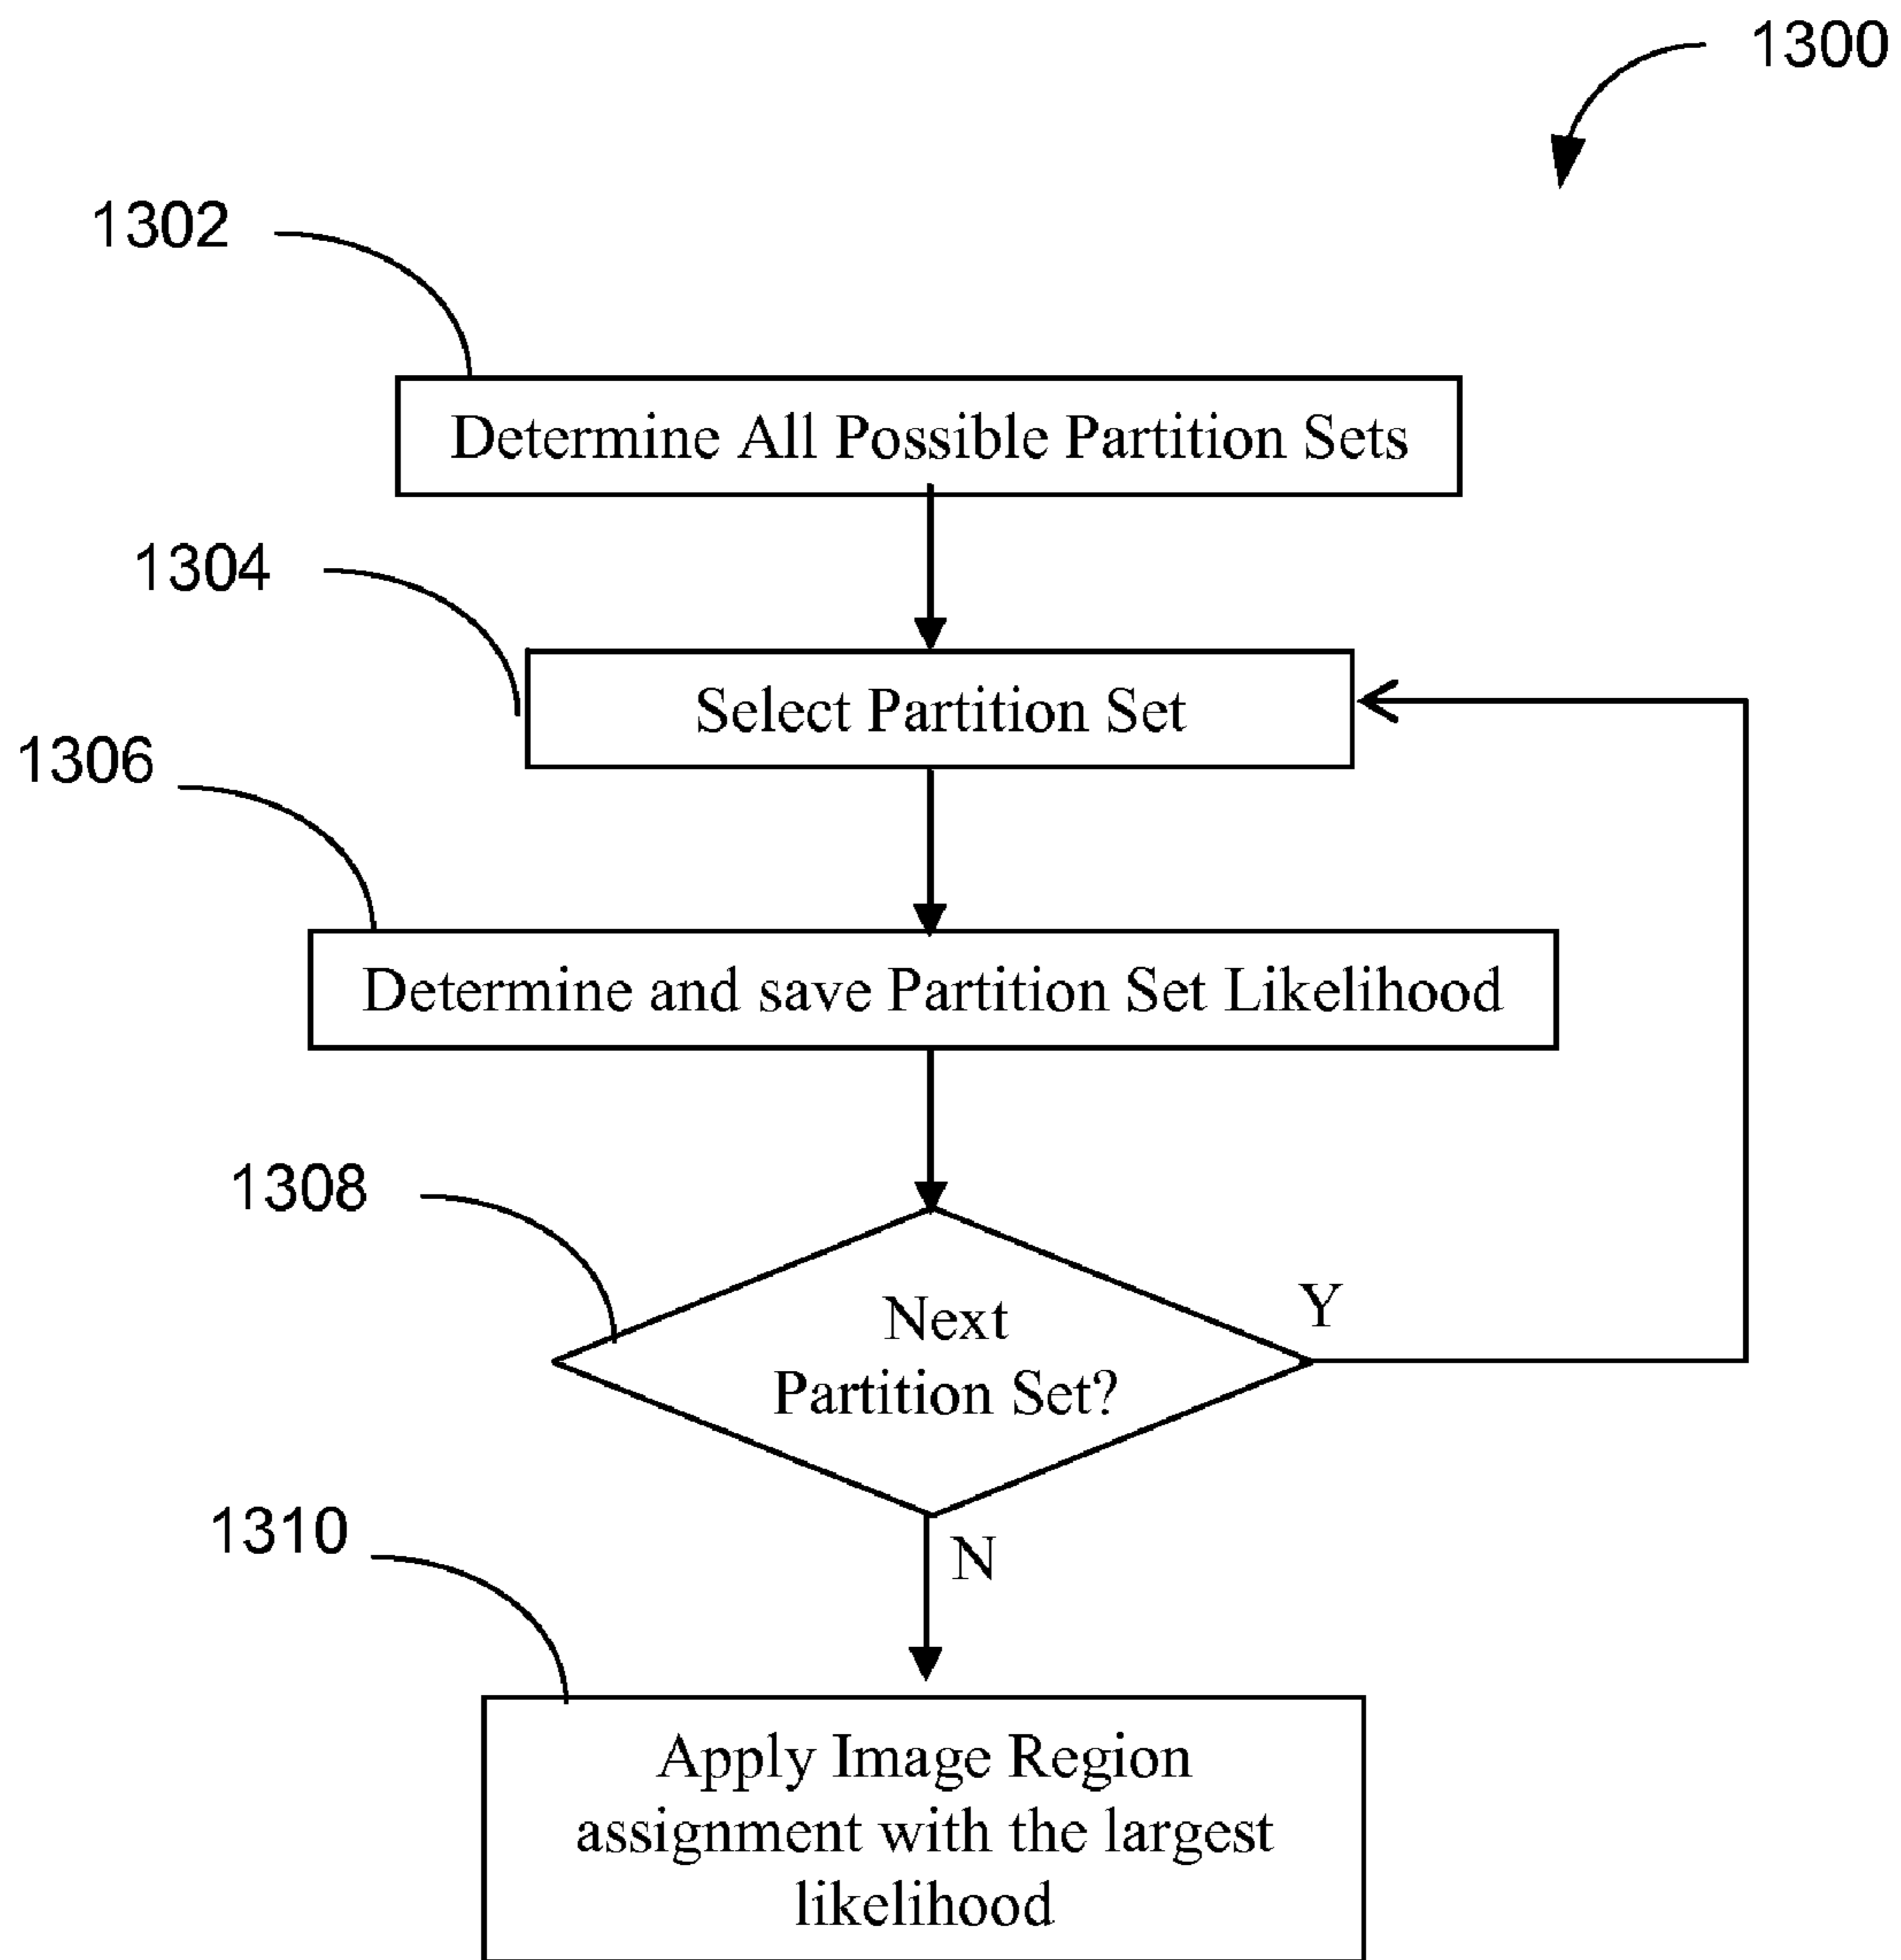 1300
1302
Determine All Possible Partition Sets
1304
Select Partition Set
1306
Determine and save Partition Set Likelihood
1308
Next
Partition Set?
Y
N
1310
Apply Image Region
assignment with the largest
likelihood